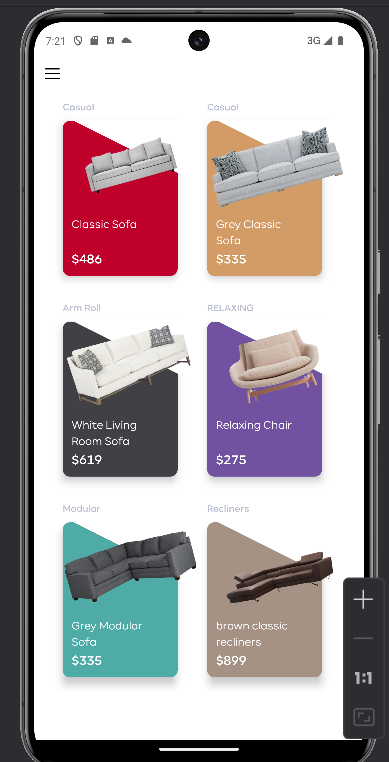 7:21
3G
Casual
Casual
Classic Sofa
$486
Grey Classic
Sofa
$335
Arm Roll
RELAXING
White Living
Room Sofa
$619
Relaxing Chair
$275
Modular
Recliners
Grey Modular
Sofa
$335
brown classic
recliners
$899
1:1